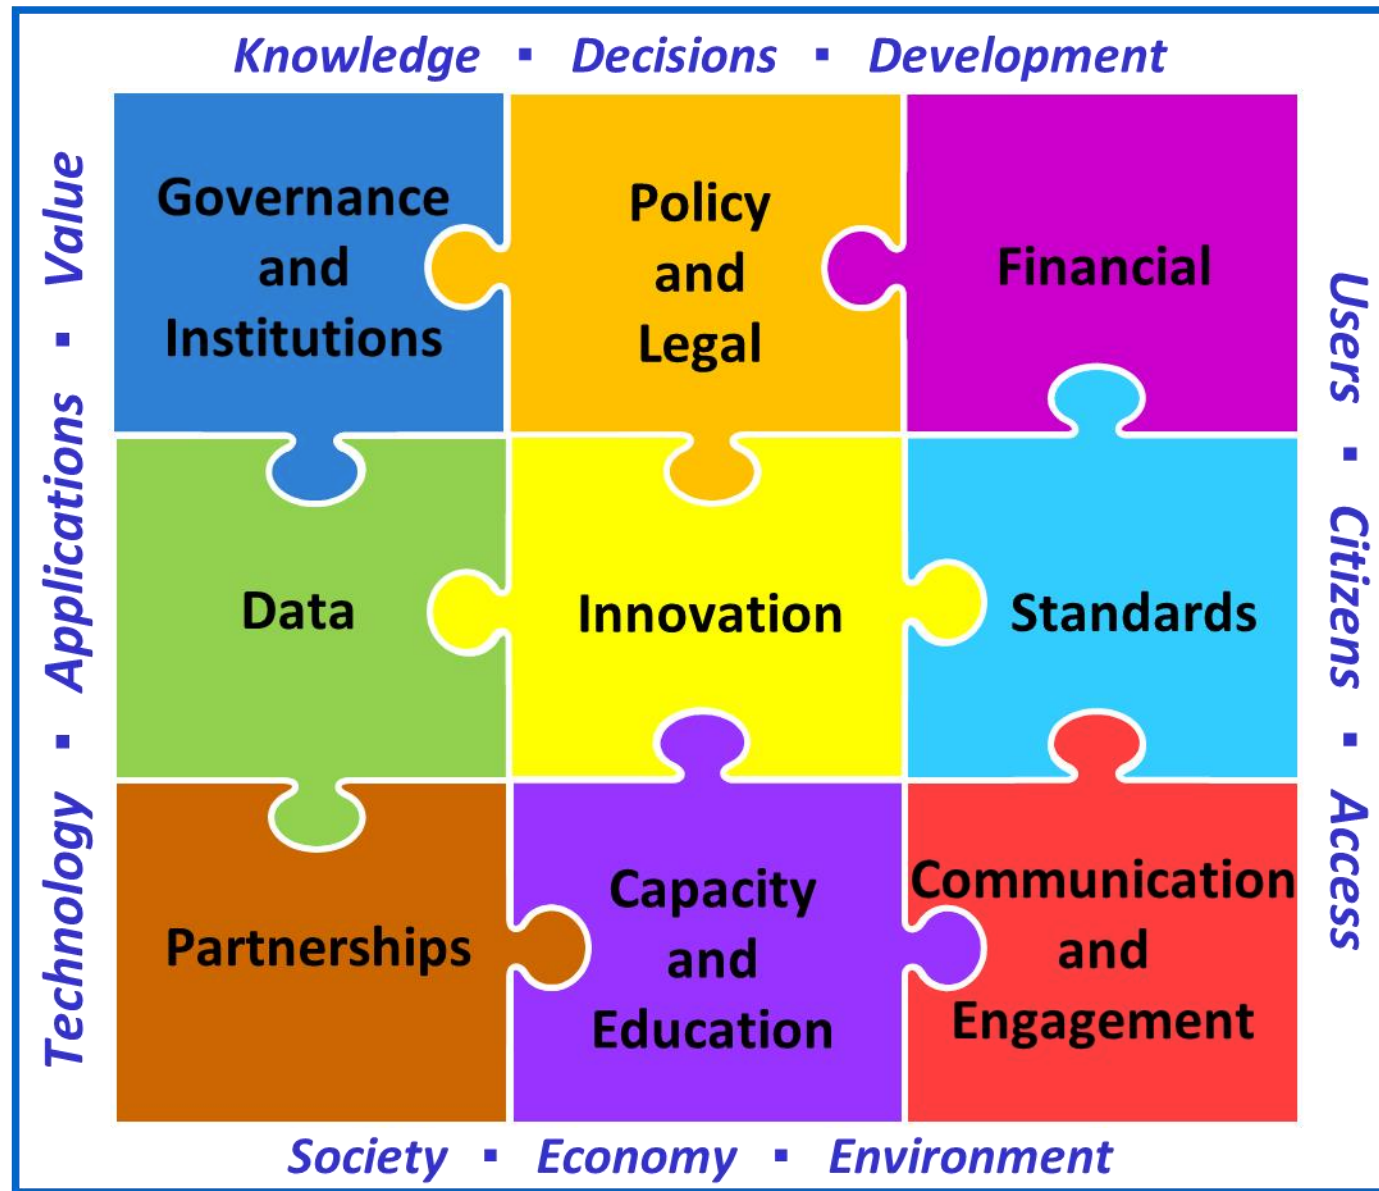 Knowledge ▪ Decisions ▪ Development
Technology ▪ Applications ▪ Value
Governance
and
Institutions
Policy
and
Legal
Financial
Data
Innovation
Standards
Partnerships
Capacity
and
Education
Communication
and
Engagement
Users ▪ Citizens ▪ Access
Society ▪ Economy ▪ Environment